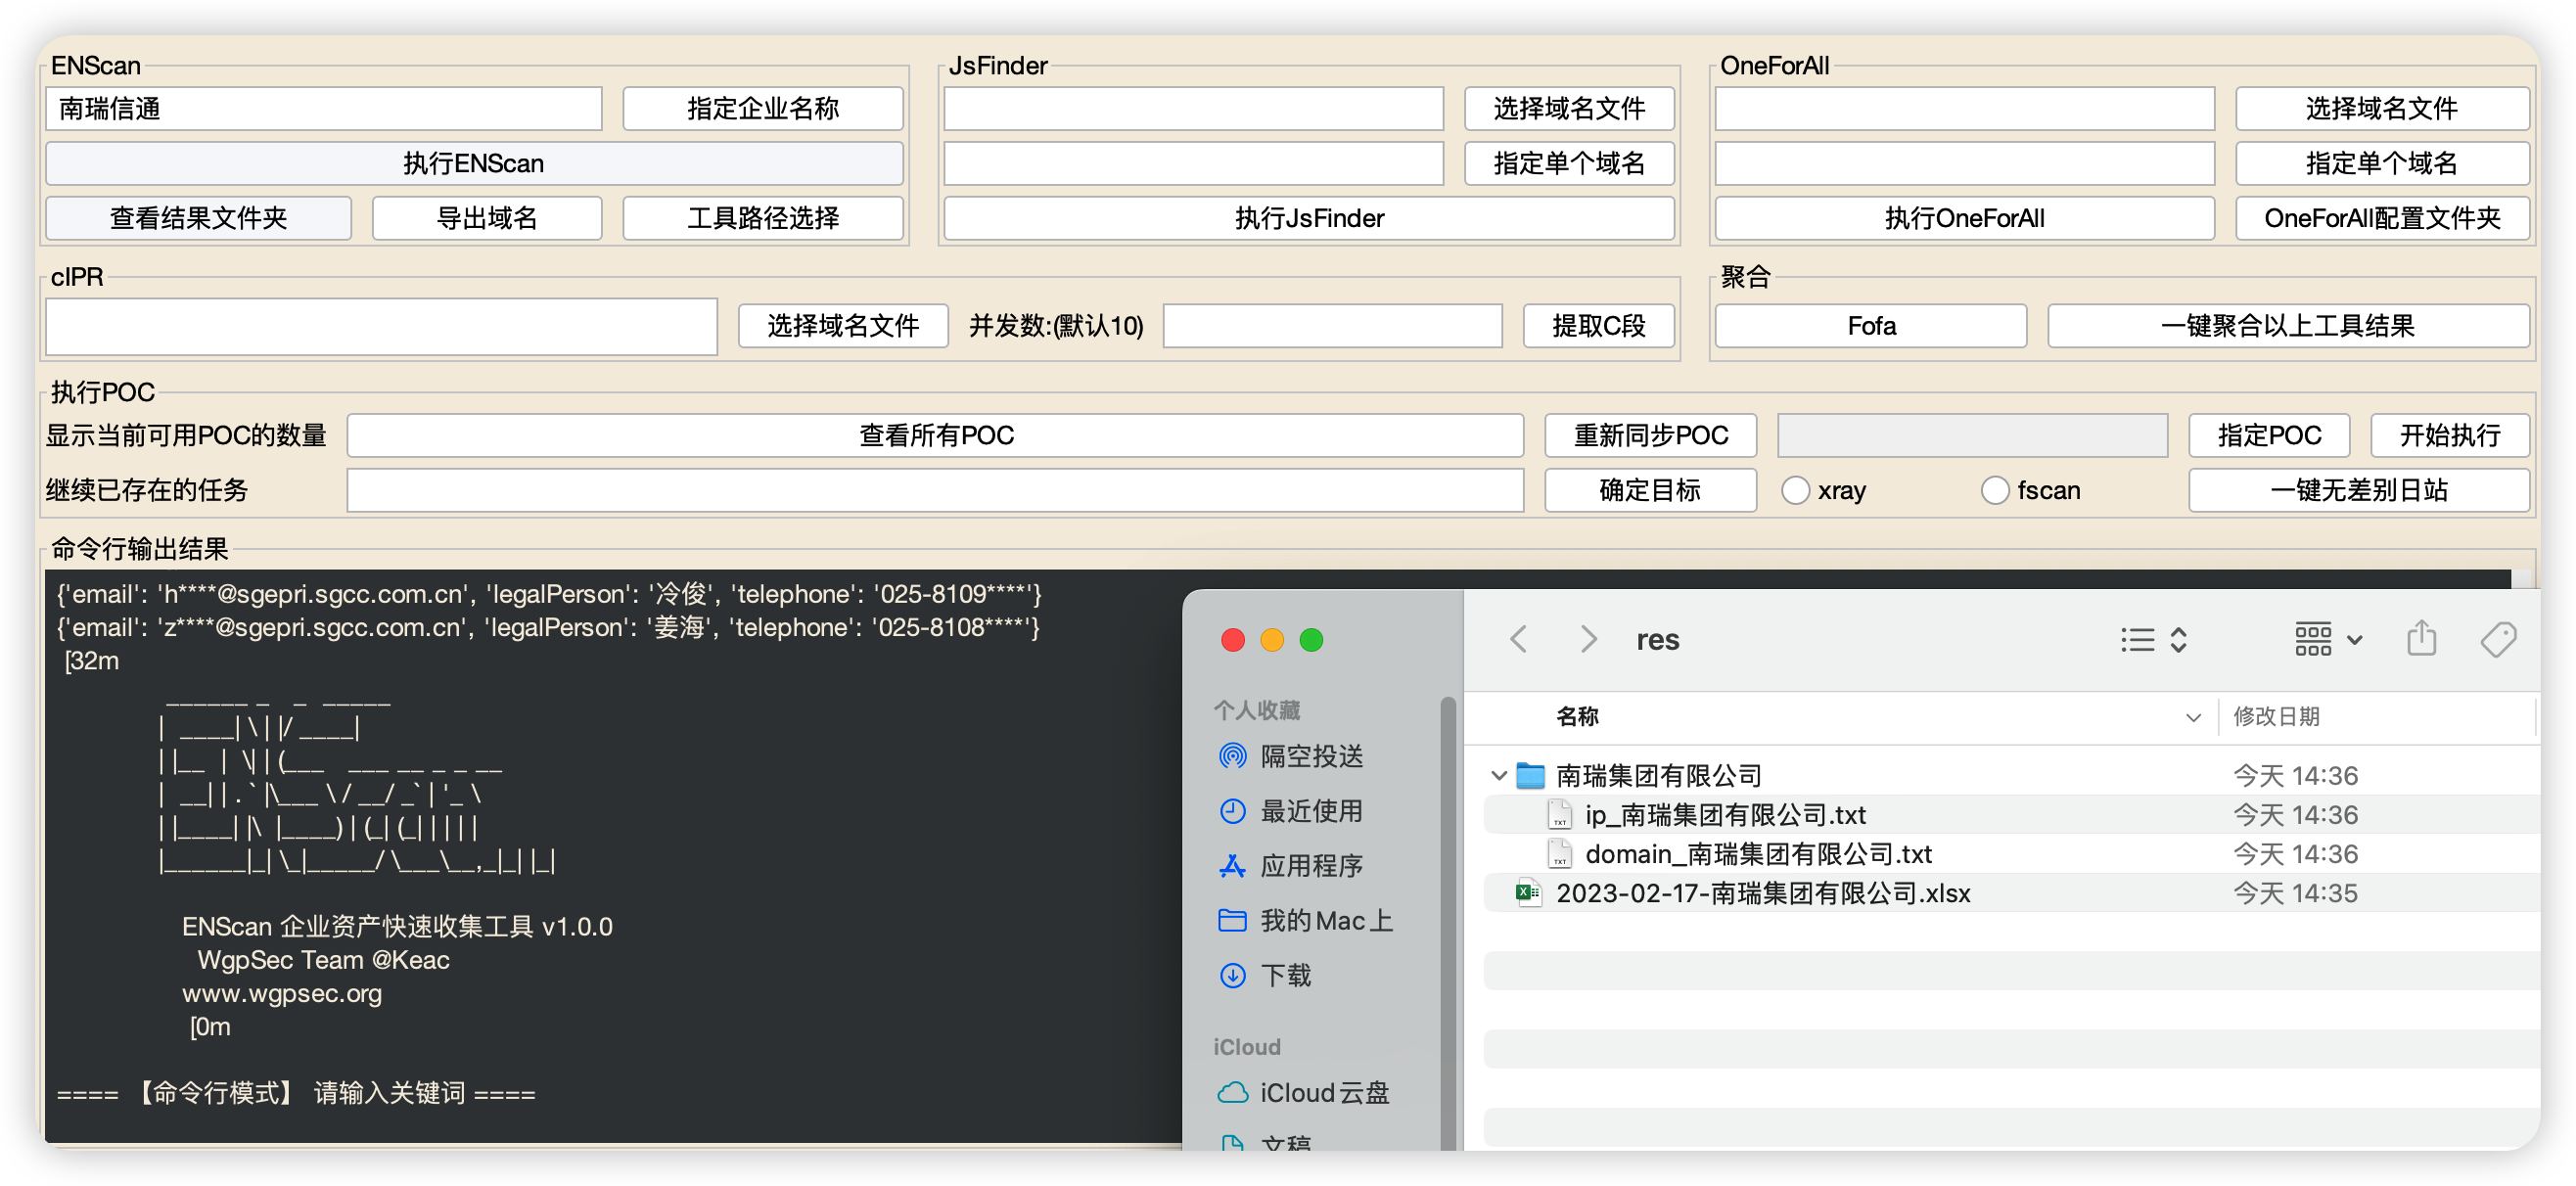 ENScan
南瑞信通 指定企业名称
执行ENScan
查看结果文件夹 导出域名 工具路径选择
JsFinder
选择域名文件
指定单个域名
执行JsFinder
OneForAll
选择域名文件
指定单个域名
执行OneForAll OneForAll配置文件夹
cIPR
选择域名文件 并发数:(默认10) 提取C段
聚合
Fofa 一键聚合以上工具结果
执行POC
显示当前可用POC的数量 查看所有POC 重新同步POC 指定POC 开始执行
继续已存在的任务 确定目标 xray fscan 一键无差别日站
命令行输出结果
{'email': 'h****@sgepri.sgcc.com.cn', 'legalPerson': '冷俊', 'telephone': '025-8109****'}
{'email': 'z****@sgepri.sgcc.com.cn', 'legalPerson': '姜海', 'telephone': '025-8108****'}
[32m
ENScan 企业资产快速收集工具 v1.0.0
WgpSec Team @Keac
www.wgpsec.org
[0m
==== 【命令行模式】 请输入关键词 ====
res
个人收藏
隔空投送
最近使用
应用程序
我的Mac上
下载
iCloud
iCloud云盘
文稿
名称 修改日期
南瑞集团有限公司 今天 14:36
ip_南瑞集团有限公司.txt 今天 14:36
domain_南瑞集团有限公司.txt 今天 14:36
2023-02-17-南瑞集团有限公司.xlsx 今天 14:35